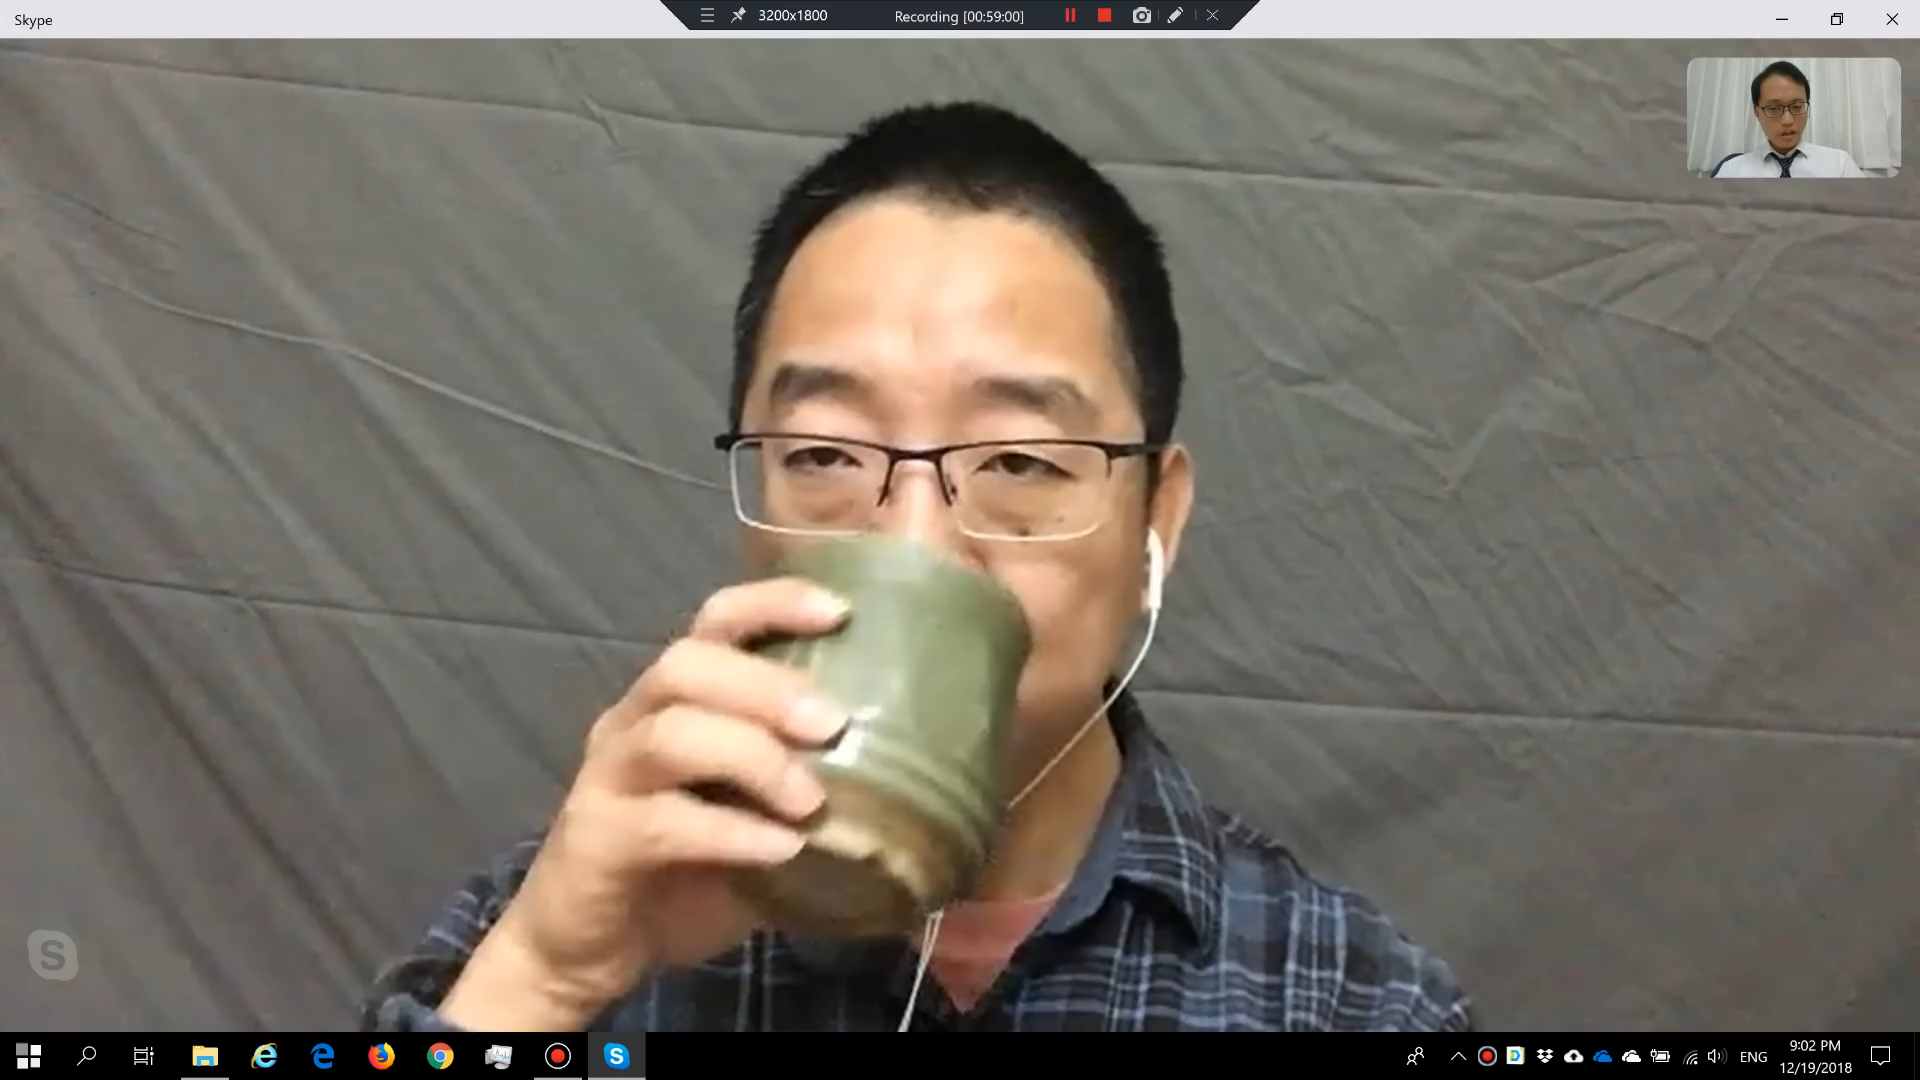 Skype
3200x1800
Recording [00:59:00]
S
S
ENG
9:02 PM
12/19/2018